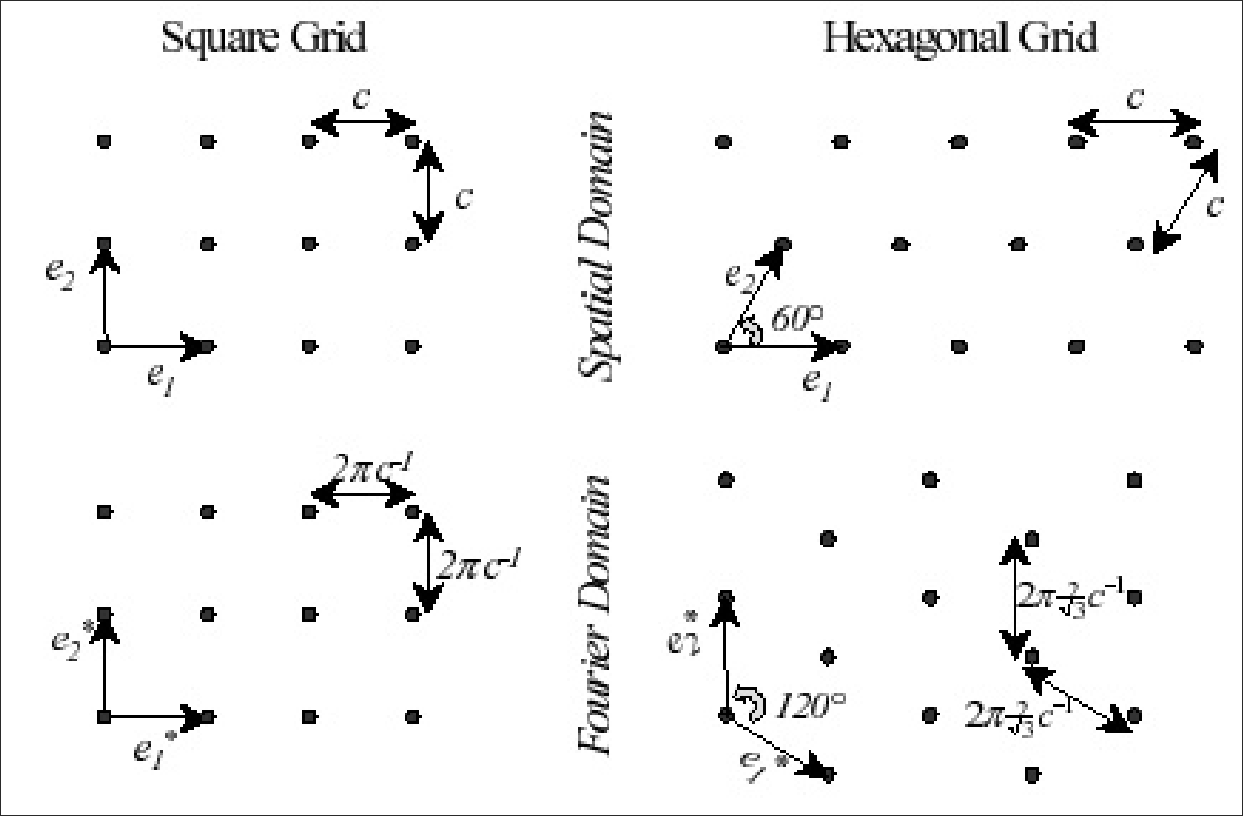 Square Grid
Hexagonal Grid
c
c
e2
e1
Spatial Domain
c
c
e2
60°
e1
2πc-1
2πc-1
e2*
e1*
Fourier Domain
2π2/√3c-1
e2*
120°
2π2/√3c-1
e1*